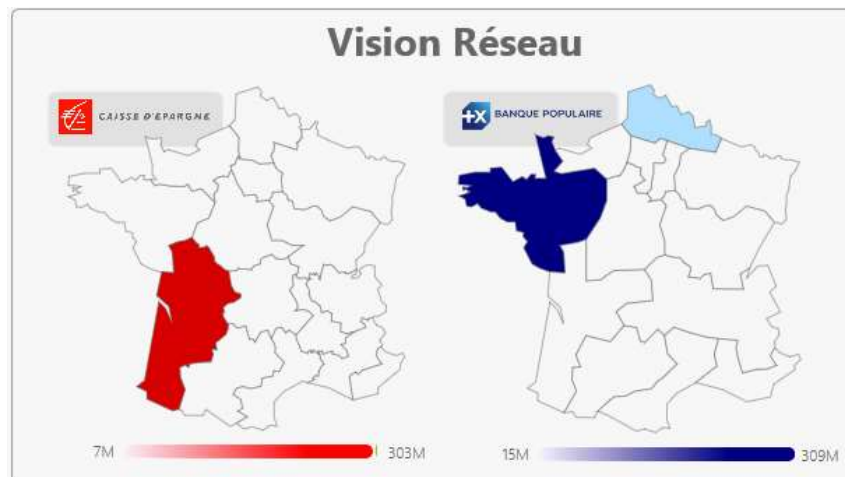 Vision Réseau
CAISSE D'EPARGNE
BANQUE POPULAIRE
7M
303M
15M
309M